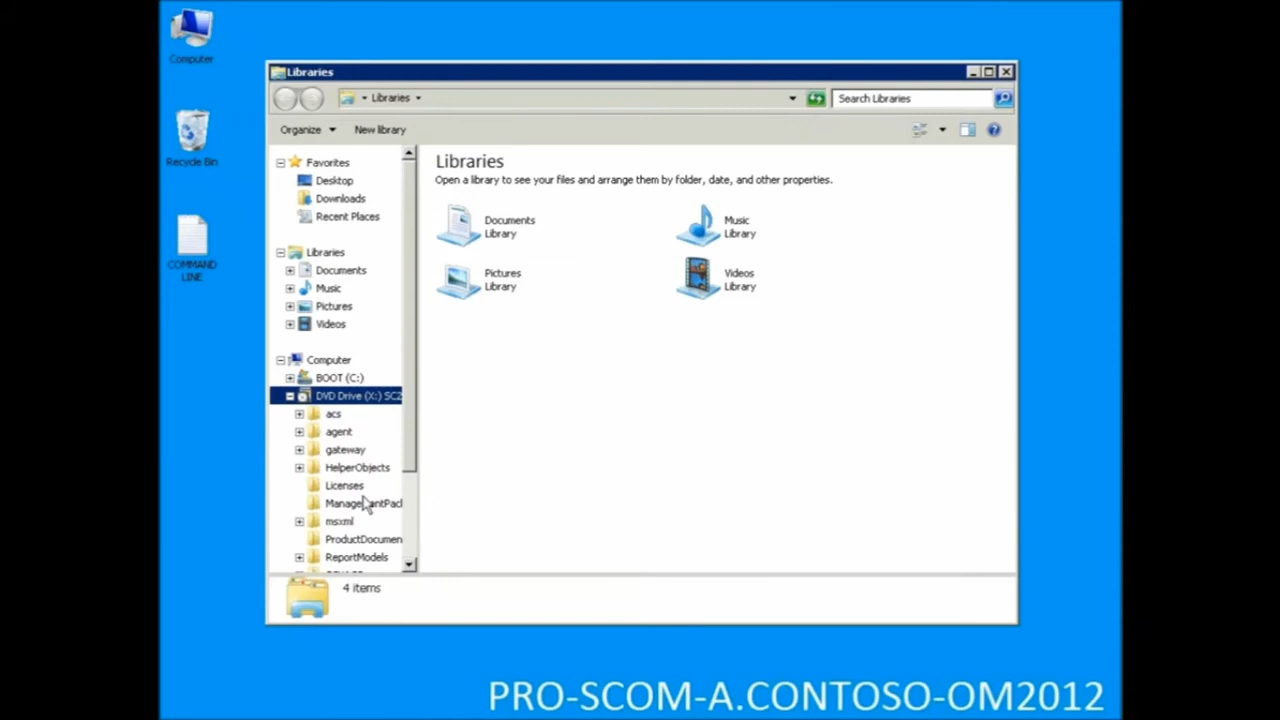 Computer
Recycle Bin
COMMAND
LINE
Libraries
Libraries
Search Libraries
Organize
New library
Favorites
Desktop
Downloads
Recent Places
Libraries
Documents
Music
Pictures
Videos
Computer
BOOT (C:)
DVD Drive (X:) SC2
acs
agent
gateway
HelperObjects
Licenses
msxml
ProductDocumen
ReportModels
Libraries
Open a library to see your files and arrange them by folder, date, and other properties.
Documents
Library
Music
Library
Pictures
Library
Videos
Library
4 items
PRO-SCOM-A.CONTOSO-OM2012